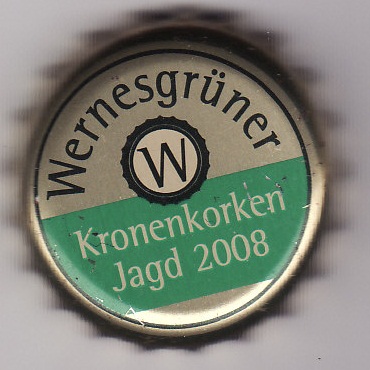 Wernesgrüner
W
Kronenkorken
Jagd 2008